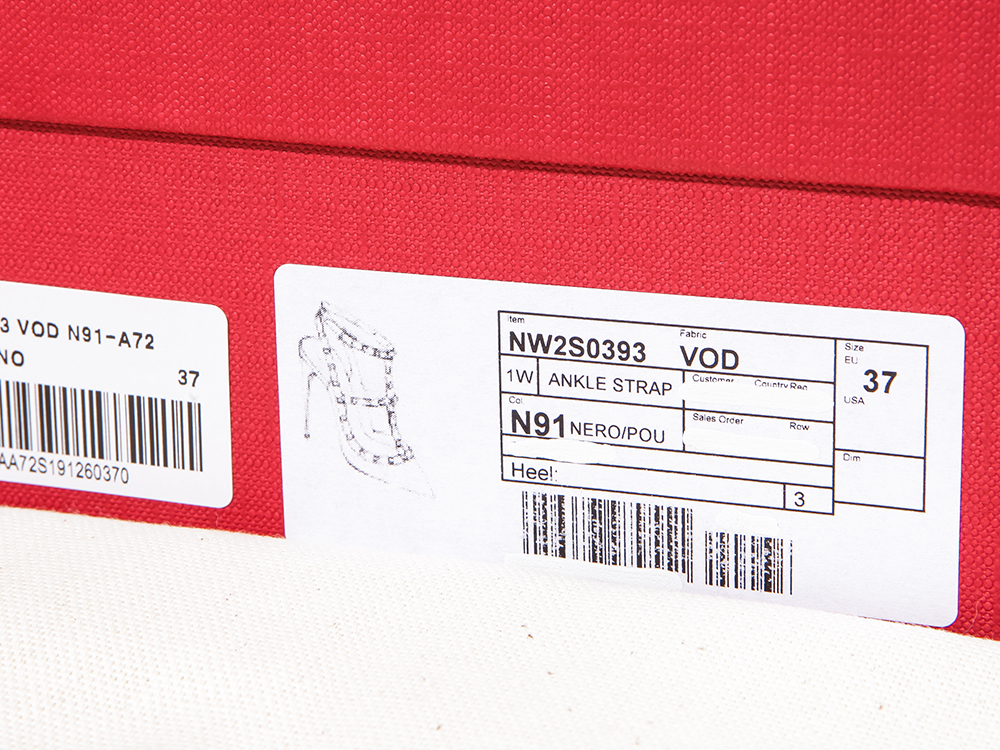 3 VOD N91-A72
NO
37
AA72S191260370
Item
NW2S0393
Fabric
VOD
Size
EU
37
USA
1W ANKLE STRAP
Customer Country Req
Col.
N91 NERO/POU
Sales Order Row
Dim
Heel:
3